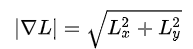 |∇L| = √(L_x^2 + L_y^2)